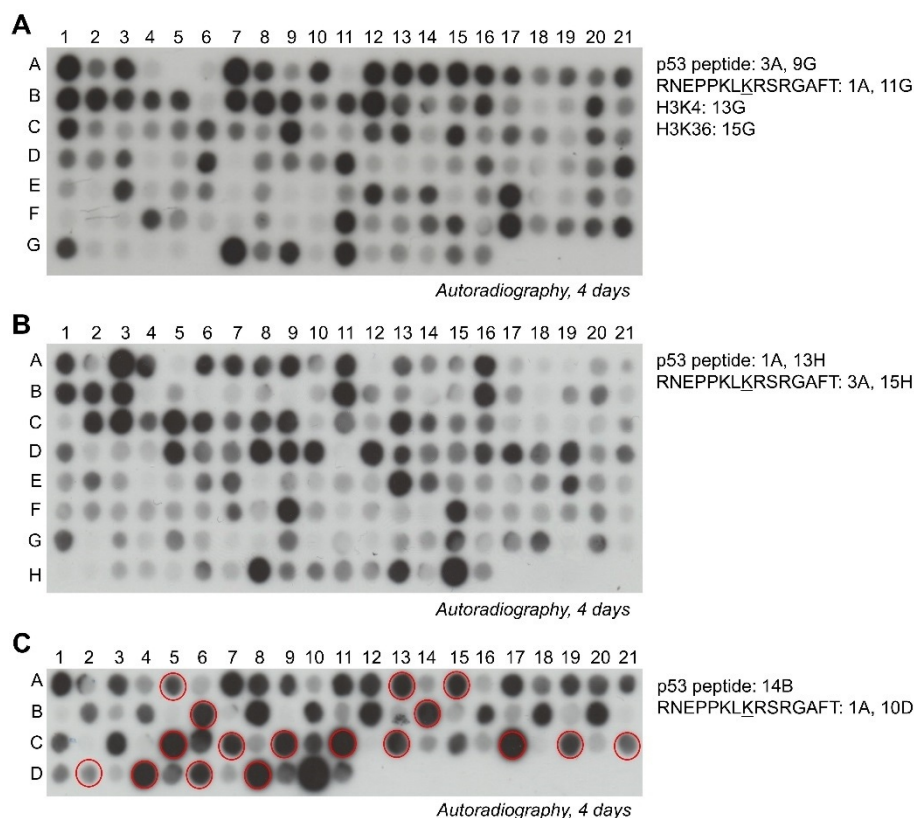 A
1 2 3 4 5 6 7 8 9 10 11 12 13 14 15 16 17 18 19 20 21
A
B
C
D
E
F
G
p53 peptide: 3A, 9G
RNEPPKLKRSRGAFT: 1A, 11G
H3K4: 13G
H3K36: 15G
Autoradiography, 4 days
B
1 2 3 4 5 6 7 8 9 10 11 12 13 14 15 16 17 18 19 20 21
A
B
C
D
E
F
G
H
p53 peptide: 1A, 13H
RNEPPKLKRSRGAFT: 3A, 15H
Autoradiography, 4 days
C
1 2 3 4 5 6 7 8 9 10 11 12 13 14 15 16 17 18 19 20 21
A
B
C
D
p53 peptide: 14B
RNEPPKLKRSRGAFT: 1A, 10D
Autoradiography, 4 days